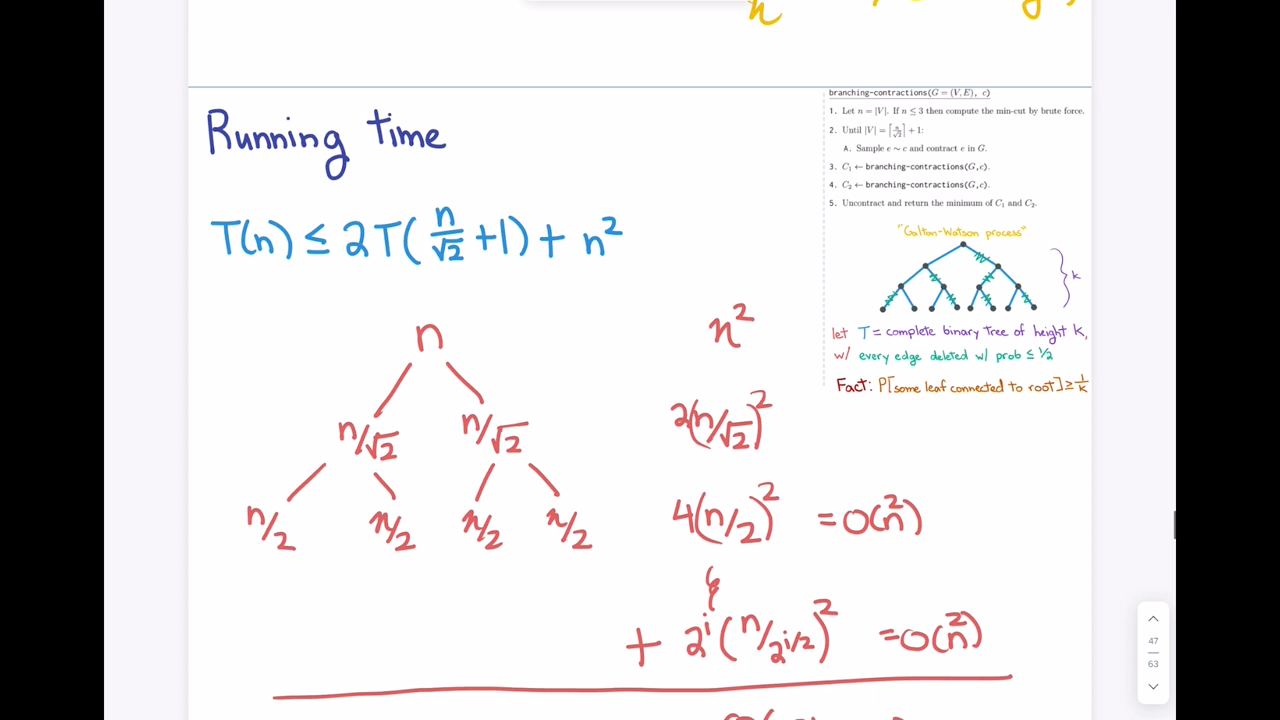 n
Running time
T(n) ≤ 2T( n/√2 +1) + n²
n
n²
n/√2 n/√2
2(n/√2)²
n/2 n/2 n/2 n/2
4(n/2)² = O(n²)
+ 2^i (n/2^{i/2})² = O(n²)
branching-contractions(G = (V, E), c)
1. Let n = |V|. If n ≤ 3 then compute the min-cut by brute force.
2. Until |V| = ⌈n/√2⌉ + 1:
A. Sample e ~ c and contract e in G.
3. C₁ ← branching-contractions(G,c).
4. C₂ ← branching-contractions(G,c).
5. Uncontract and return the minimum of C₁ and C₂.
"Galton-Watson process"
k
let T = complete binary tree of height k,
w/ every edge deleted w/ prob ≤ 1/2
Fact: P[some leaf connected to root] ≥ 1/k
47
63